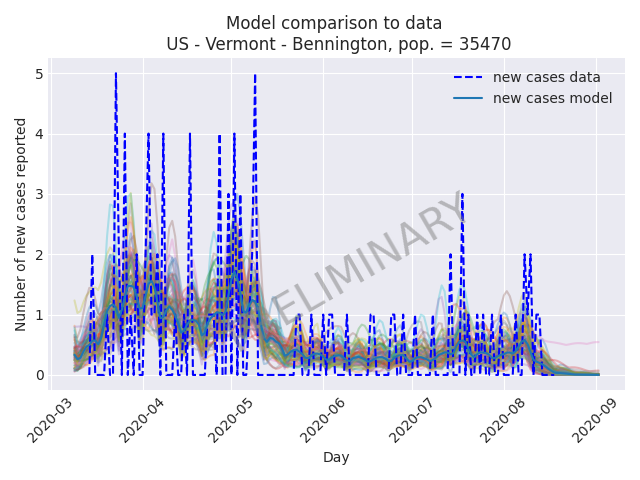 Model comparison to data
US - Vermont - Bennington, pop. = 35470
new cases data
new cases model
Number of new cases reported
5
4
3
2
1
0
PRELIMINARY
2020-03
2020-04
2020-05
2020-06
2020-07
2020-08
2020-09
Day